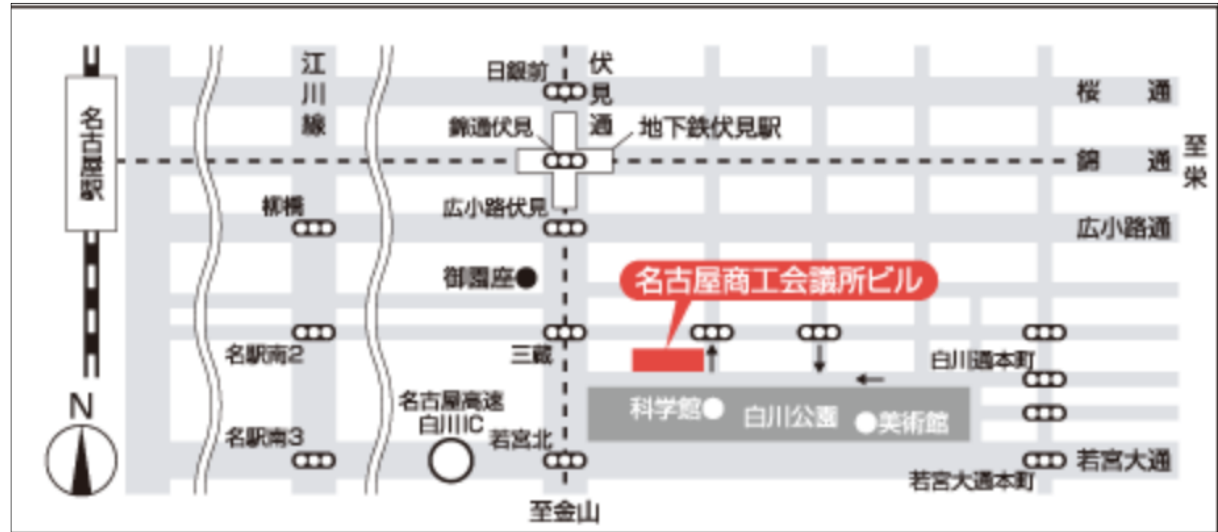 江川線
日銀前
伏見通
桜通
名古屋駅
錦通伏見
地下鉄伏見駅
錦通
至栄
柳橋
広小路伏見
広小路通
御園座
名古屋商工会議所ビル
名駅南2
三蔵
白川通本町
N
名古屋高速
白川IC
科学館
白川公園
美術館
名駅南3
若宮北
若宮大通
若宮大通本町
至金山